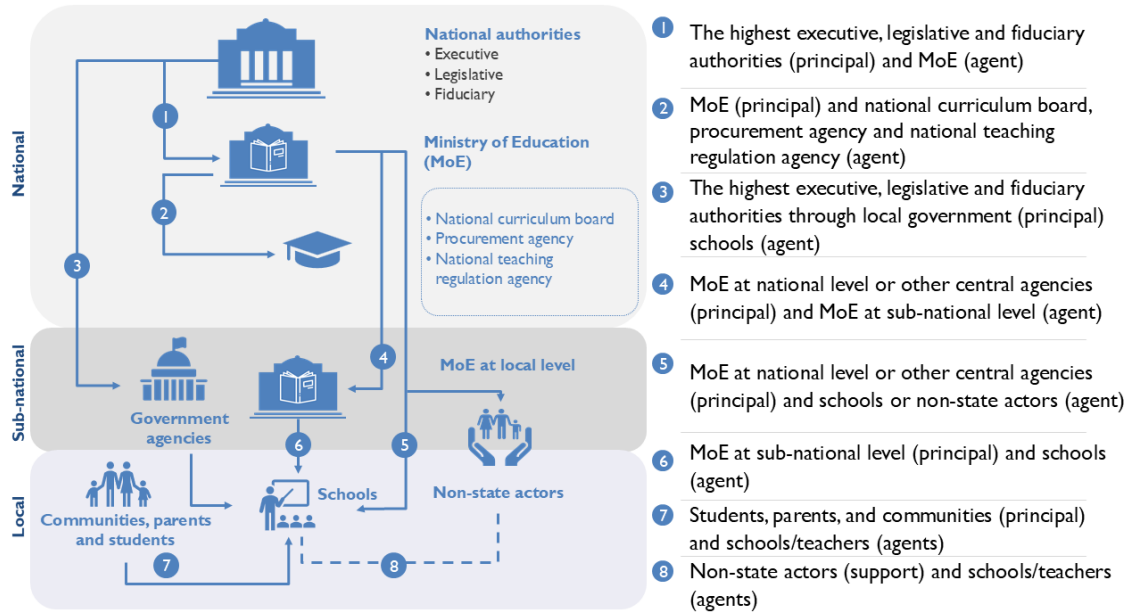 National authorities
• Executive
• Legislative
• Fiduciary
1
Ministry of Education
(MoE)
2
• National curriculum board
• Procurement agency
• National teaching
regulation agency
3
National
4
MoE at local level
Government
agencies
Sub-national
6
5
Schools
Non-state actors
Communities, parents
and students
Local
7
8
1 The highest executive, legislative and fiduciary
authorities (principal) and MoE (agent)
2 MoE (principal) and national curriculum board,
procurement agency and national teaching
regulation agency (agent)
3 The highest executive, legislative and fiduciary
authorities through local government (principal)
schools (agent)
4 MoE at national level or other central agencies
(principal) and MoE at sub-national level (agent)
5 MoE at national level or other central agencies
(principal) and schools or non-state actors (agent)
6 MoE at sub-national level (principal) and schools
(agent)
7 Students, parents, and communities (principal)
and schools/teachers (agents)
8 Non-state actors (support) and schools/teachers
(agents)